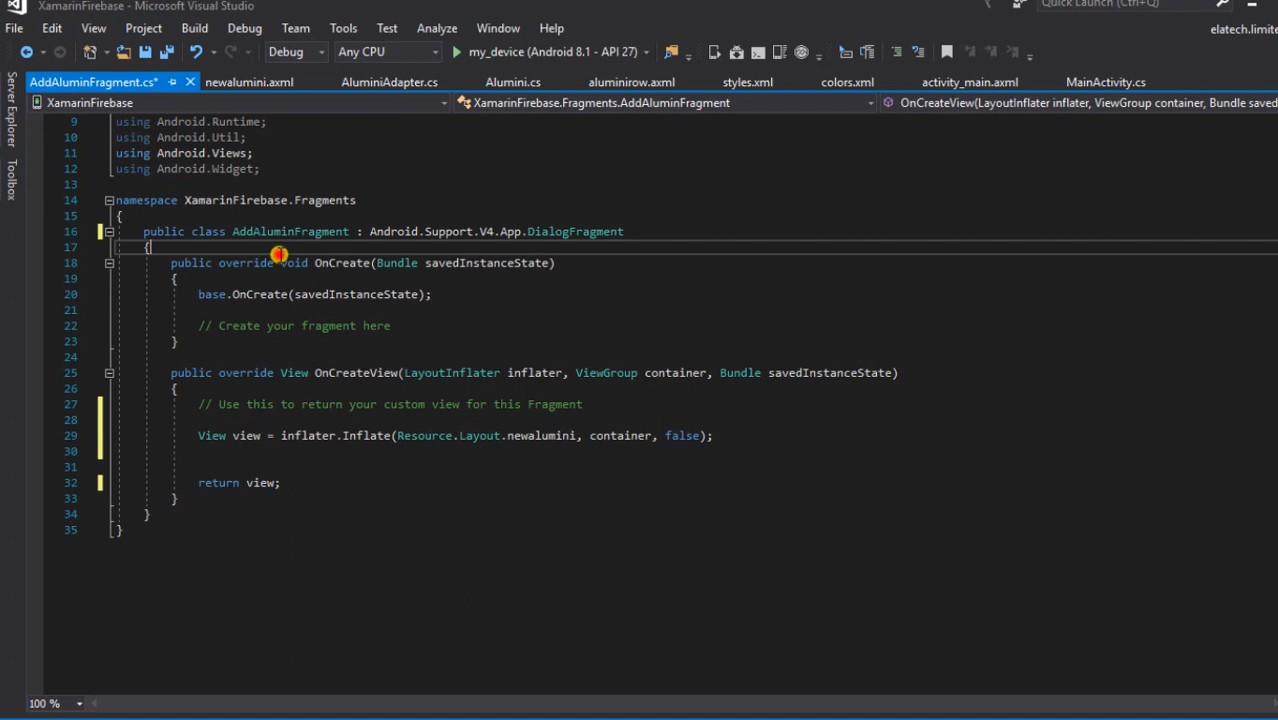 XamarinFirebase - Microsoft Visual Studio
Quick Launch (Ctrl+Q)
File Edit View Project Build Debug Team Tools Test Analyze Window Help
elatech.limite
Debug Any CPU my_device (Android 8.1 - API 27)
AddAluminFragment.cs* newalumini.axml AluminiAdapter.cs Alumini.cs aluminirow.axml styles.xml colors.xml activity_main.axml MainActivity.cs
XamarinFirebase XamarinFirebase.Fragments.AddAluminFragment OnCreateView(LayoutInflater inflater, ViewGroup container, Bundle saved
Server Explorer
Toolbox
9 using Android.Runtime;
10 using Android.Util;
11 using Android.Views;
12 using Android.Widget;
13
14 namespace XamarinFirebase.Fragments
15 {
16 public class AddAluminFragment : Android.Support.V4.App.DialogFragment
17 {
18 public override void OnCreate(Bundle savedInstanceState)
19 {
20 base.OnCreate(savedInstanceState);
21
22 // Create your fragment here
23 }
24
25 public override View OnCreateView(LayoutInflater inflater, ViewGroup container, Bundle savedInstanceState)
26 {
27 // Use this to return your custom view for this Fragment
28
29 View view = inflater.Inflate(Resource.Layout.newalumini, container, false);
30
31
32 return view;
33 }
34 }
35 }
100 %